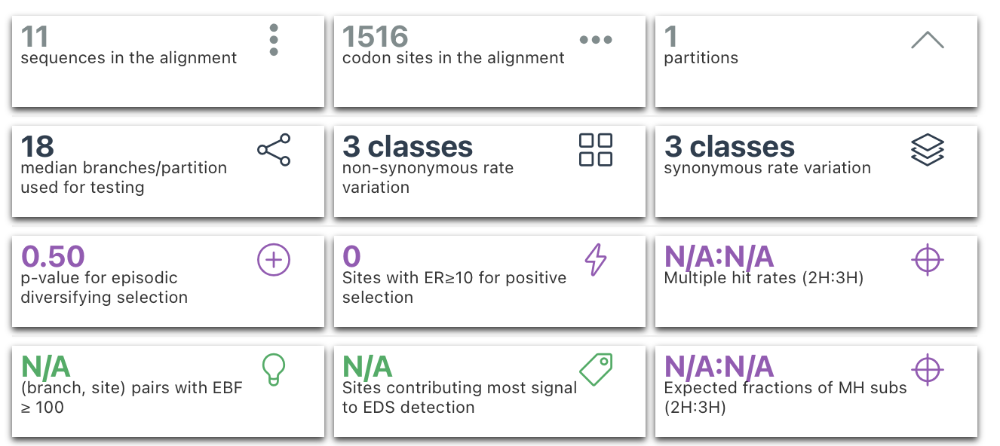 11
sequences in the alignment
1516
codon sites in the alignment
1
partitions
18
median branches/partition
used for testing
3 classes
non-synonymous rate
variation
3 classes
synonymous rate variation
0.50
p-value for episodic
diversifying selection
0
Sites with ER≥10 for positive
selection
N/A:N/A
Multiple hit rates (2H:3H)
N/A
(branch, site) pairs with EBF
≥ 100
N/A
Sites contributing most signal
to EDS detection
N/A:N/A
Expected fractions of MH subs
(2H:3H)